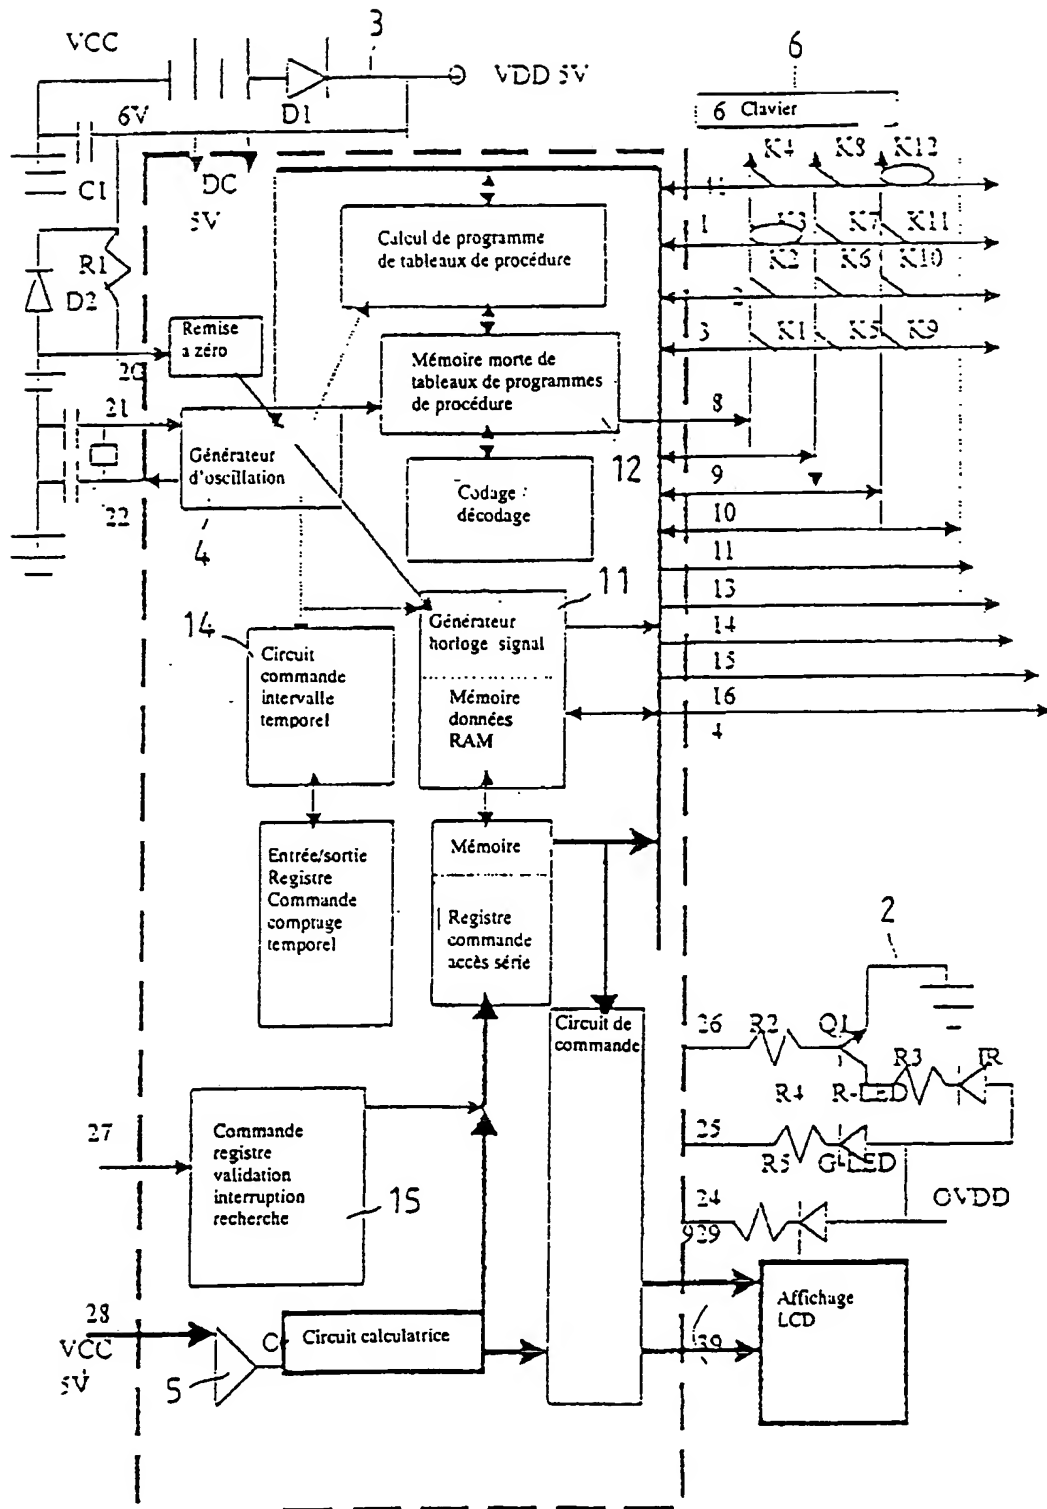 VCC
3
VDD 5V
6
6 Clavier
6V
D1
C1
DC
5V
K4 K8 K12
11
1
K3 K7 K11
K2 K6 K10
2
3
K1 K5 K9
Calcul de programme
de tableaux de procédure
R1
D2
Remise
a zéro
20
Mémoire morte de
tableaux de programmes
de procédure
8
12
21
Générateur
d'oscillation
22
4
Codage
décodage
9
10
11
13
14
15
16
4
11
Générateur
horloge signal
Mémoire
données
RAM
14
Circuit
commande
intervalle
temporel
Entrée/sortie
Registre
Commande
comptage
temporel
Mémoire
Registre
commande
accès série
2
Circuit de
commande
26 R2 Q1
R3 IR
R4 R-LED
25
R5 G-LED
24
OVDD
929
27
Commande
registre
validation
interruption
recherche
15
Affichage
LCD
28
VCC
5V
5
C
Circuit calculatrice
39